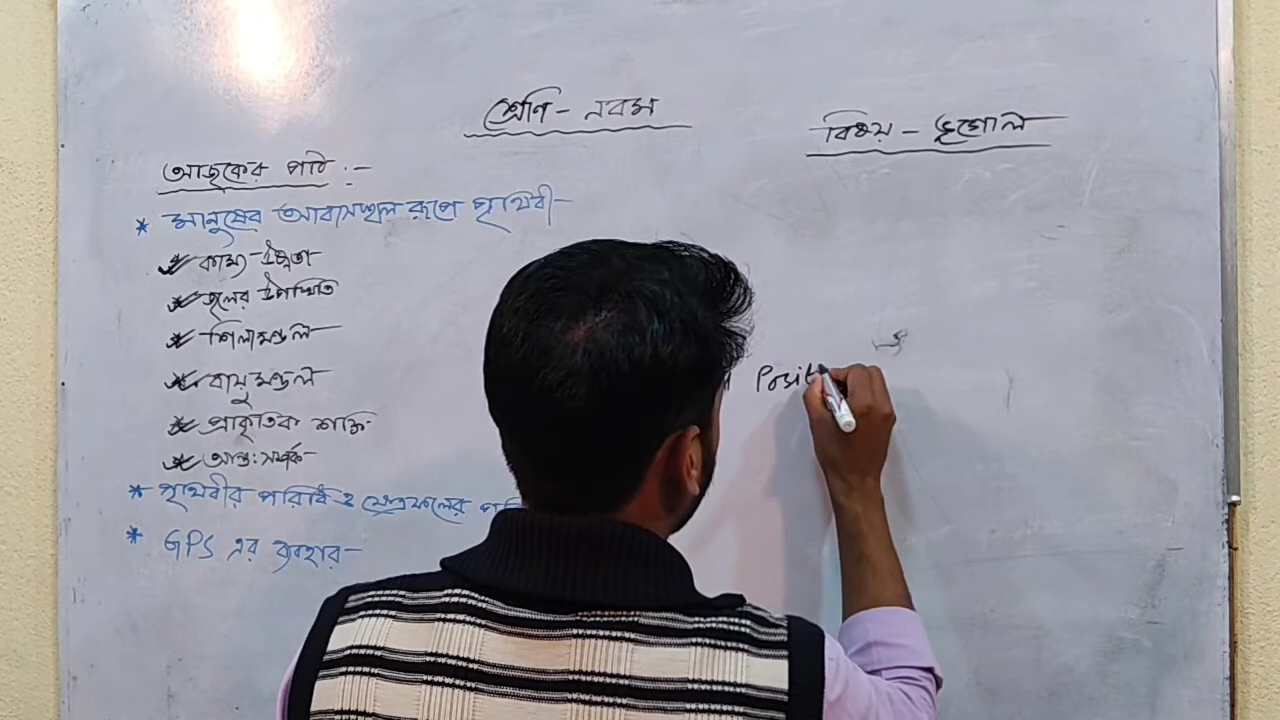 শ্রেণি - নবম
বিষয় - ভূগোল
আজকের পাঠ :-
* মানুষের আবাসস্থল রূপে পৃথিবী -
* কাম্য উষ্ণতা
* জলের উপস্থিতি
* শিলামণ্ডল
* বায়ুমণ্ডল
* প্রাকৃতিক শক্তি
* আন্তঃসম্পর্ক
* পৃথিবীর পরিধি ও ক্ষেত্রফলের
* GPS এর ব্যবহার -
Posit